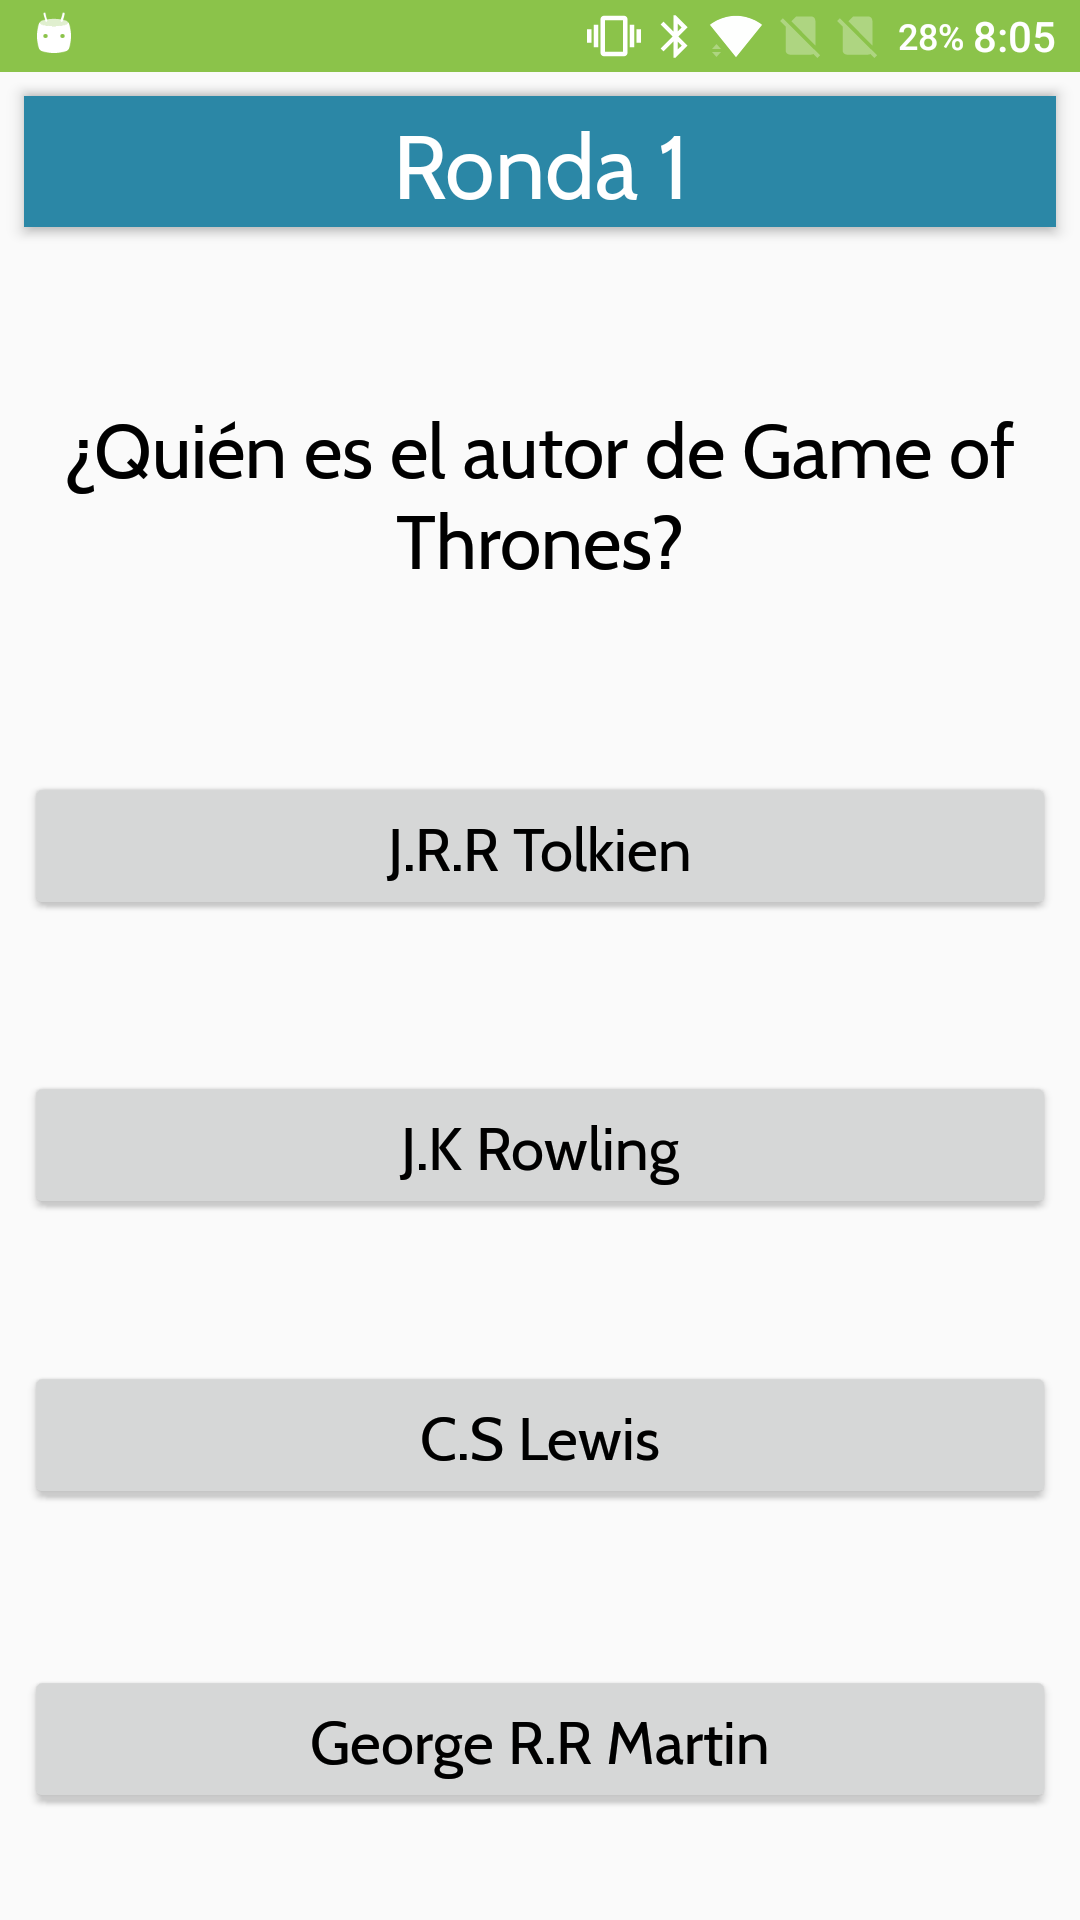 28% 8:05
Ronda 1
¿Quién es el autor de Game of
Thrones?
J.R.R Tolkien
J.K Rowling
C.S Lewis
George R.R Martin